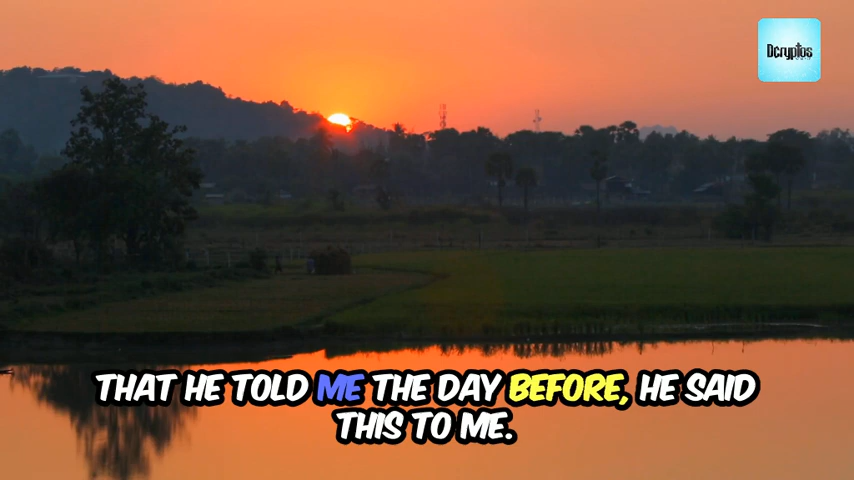 Dcryptos
THAT HE TOLD ME THE DAY BEFORE, HE SAID
THIS TO ME.